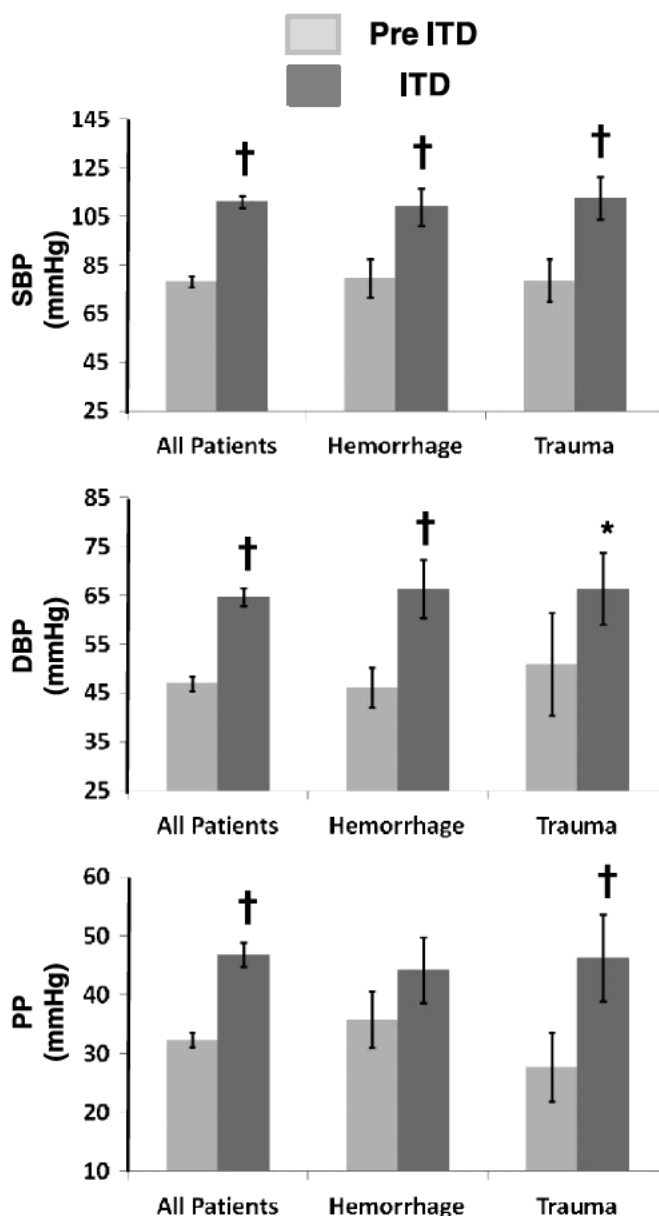 Pre ITD
ITD
145
125
105
85
65
45
25
SBP
(mmHg)
†
†
†
All Patients
Hemorrhage
Trauma
85
75
65
55
45
35
25
DBP
(mmHg)
†
†
*
All Patients
Hemorrhage
Trauma
60
50
40
30
20
10
PP
(mmHg)
†
†
All Patients
Hemorrhage
Trauma